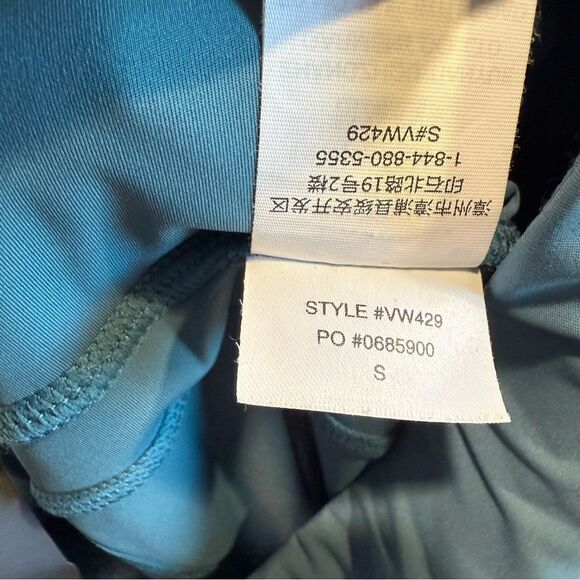 漳州市漳浦县绥安开发区
印石北路19号2楼
1-844-880-5355
S#VW429
STYLE #VW429
PO #0685900
S